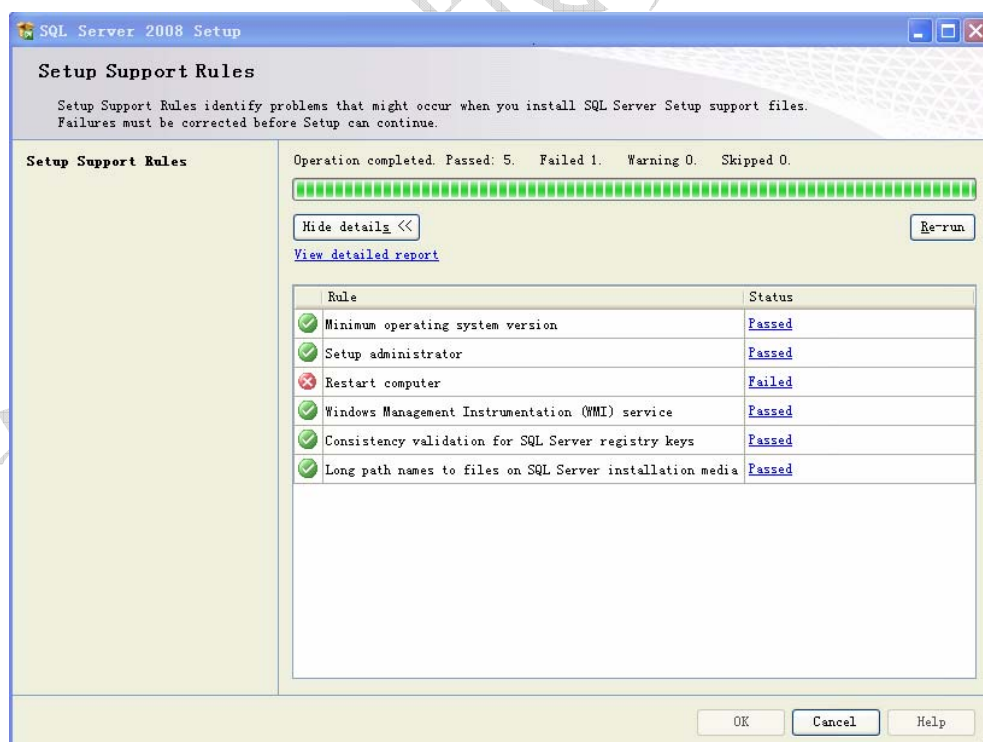 SQL Server 2008 Setup
Setup Support Rules
Setup Support Rules identify problems that might occur when you install SQL Server Setup support files.
Failures must be corrected before Setup can continue.
Setup Support Rules
Operation completed. Passed: 5. Failed 1. Warning 0. Skipped 0.
Hide details <<
Re-run
View detailed report
Rule Status
Minimum operating system version Passed
Setup administrator Passed
Restart computer Failed
Windows Management Instrumentation (WMI) service Passed
Consistency validation for SQL Server registry keys Passed
Long path names to files on SQL Server installation media Passed
OK Cancel Help